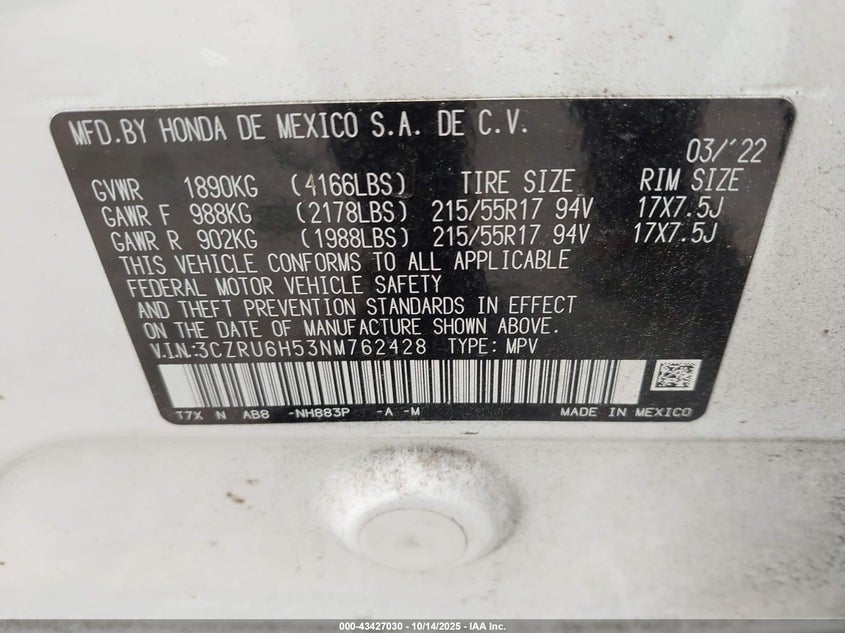 MFD.BY HONDA DE MEXICO S.A. DE C.V.
03/'22
GVWR 1890KG (4166LBS) TIRE SIZE RIM SIZE
GAWR F 988KG (2178LBS) 215/55R17 94V 17X7.5J
GAWR R 902KG (1988LBS) 215/55R17 94V 17X7.5J
THIS VEHICLE CONFORMS TO ALL APPLICABLE
FEDERAL MOTOR VEHICLE SAFETY
AND THEFT PREVENTION STANDARDS IN EFFECT
ON THE DATE OF MANUFACTURE SHOWN ABOVE.
V.I.N:3CZRU6H53NM762428 TYPE: MPV
T7X N AB8 -NH883P -A -M MADE IN MEXICO
000-43427030 | 10/14/2025 - IAA Inc.